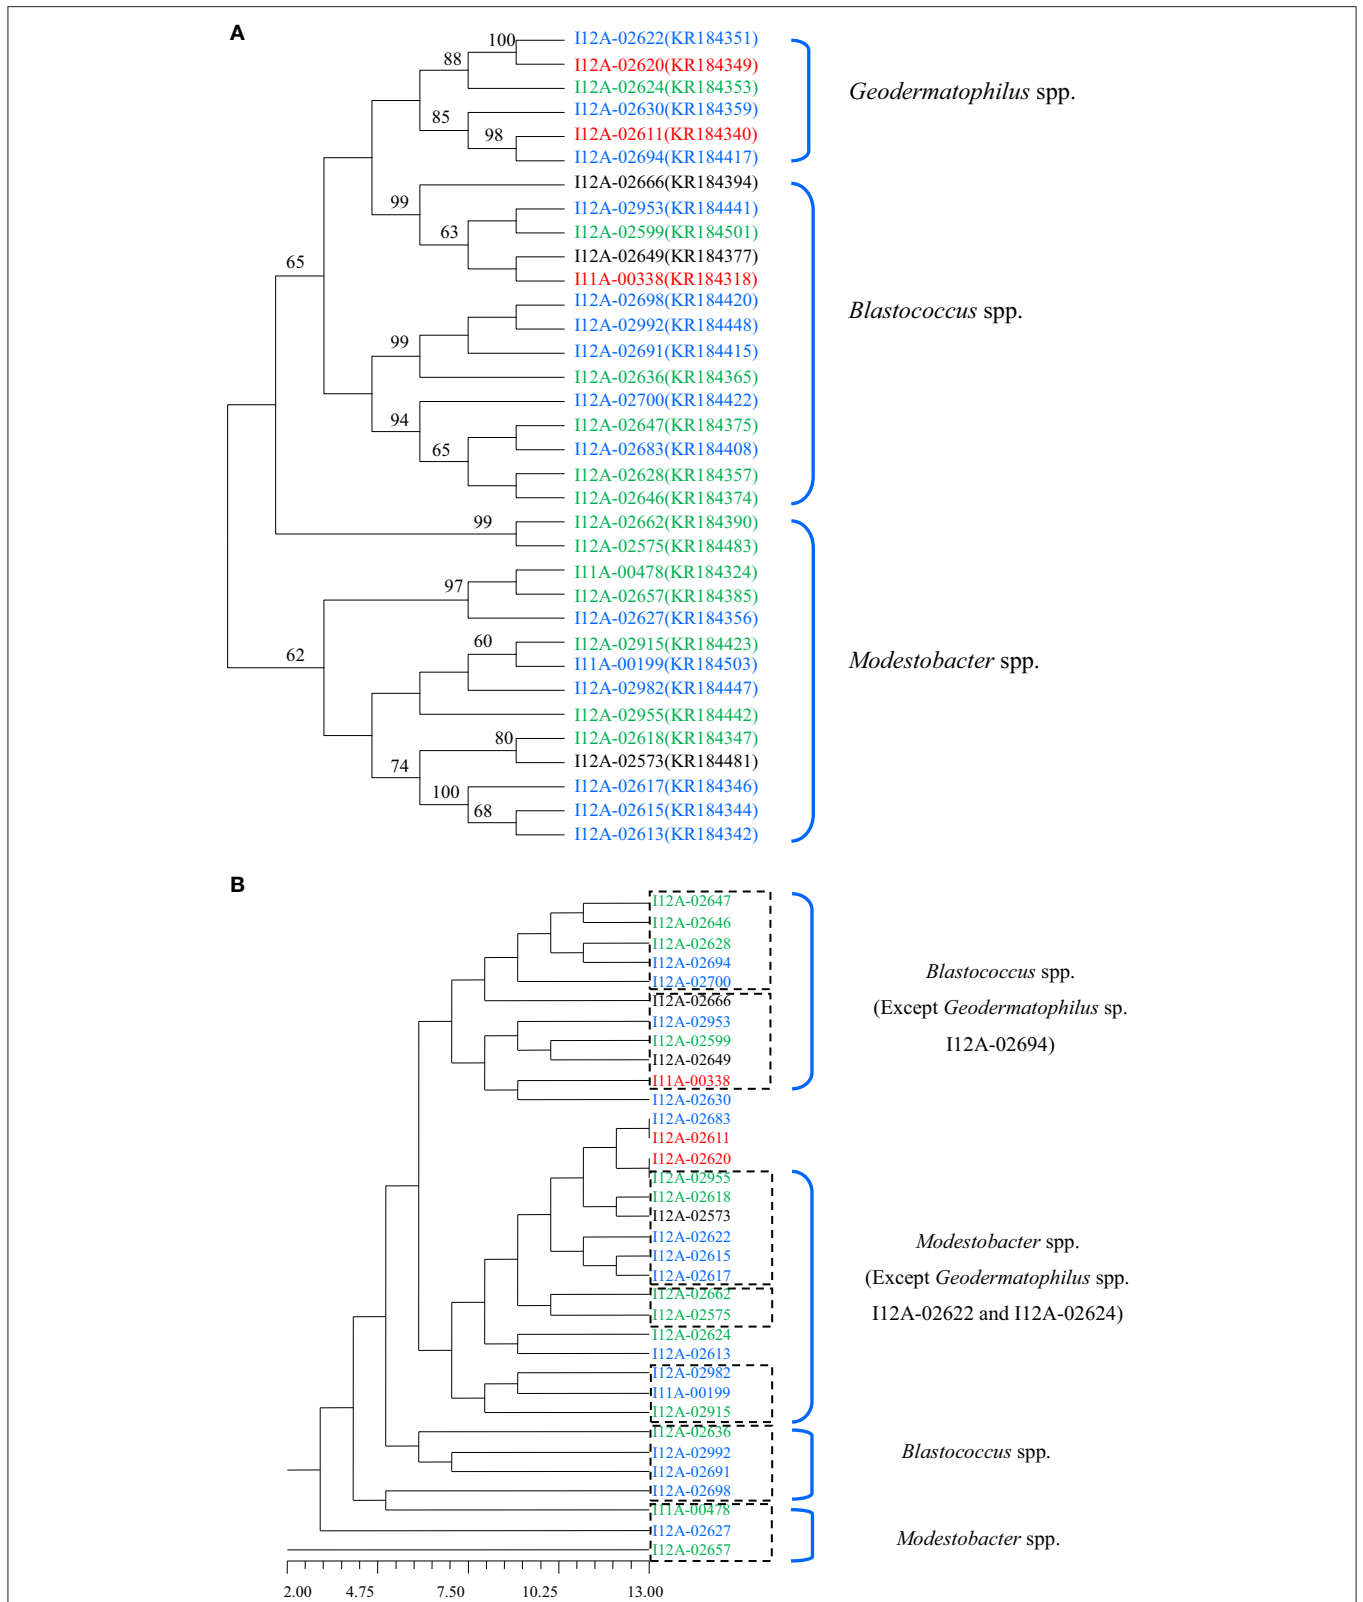 A
100
88
85
98
99
63
65
99
94
65
99
97
62
60
80
74
100
68
I12A-02622(KR184351)
I12A-02620(KR184349)
I12A-02624(KR184353)
I12A-02630(KR184359)
I12A-02611(KR184340)
I12A-02694(KR184417)
I12A-02666(KR184394)
I12A-02953(KR184441)
I12A-02599(KR184501)
I12A-02649(KR184377)
I11A-00338(KR184318)
I12A-02698(KR184420)
I12A-02992(KR184448)
I12A-02691(KR184415)
I12A-02636(KR184365)
I12A-02700(KR184422)
I12A-02647(KR184375)
I12A-02683(KR184408)
I12A-02628(KR184357)
I12A-02646(KR184374)
I12A-02662(KR184390)
I12A-02575(KR184483)
I11A-00478(KR184324)
I12A-02657(KR184385)
I12A-02627(KR184356)
I12A-02915(KR184423)
I11A-00199(KR184503)
I12A-02982(KR184447)
I12A-02955(KR184442)
I12A-02618(KR184347)
I12A-02573(KR184481)
I12A-02617(KR184346)
I12A-02615(KR184344)
I12A-02613(KR184342)
Geodermatophilus spp.
Blastococcus spp.
Modestobacter spp.
B
I12A-02647
I12A-02646
I12A-02628
I12A-02694
I12A-02700
I12A-02666
I12A-02953
I12A-02599
I12A-02649
I11A-00338
I12A-02630
I12A-02683
I12A-02611
I12A-02620
I12A-02955
I12A-02618
I12A-02573
I12A-02622
I12A-02615
I12A-02617
I12A-02662
I12A-02575
I12A-02624
I12A-02613
I12A-02982
I11A-00199
I12A-02915
I12A-02636
I12A-02992
I12A-02691
I12A-02698
I11A-00478
I12A-02627
I12A-02657
Blastococcus spp.
(Except Geodermatophilus sp.
I12A-02694)
Modestobacter spp.
(Except Geodermatophilus spp.
I12A-02622 and I12A-02624)
Blastococcus spp.
Modestobacter spp.
2.00 4.75 7.50 10.25 13.00